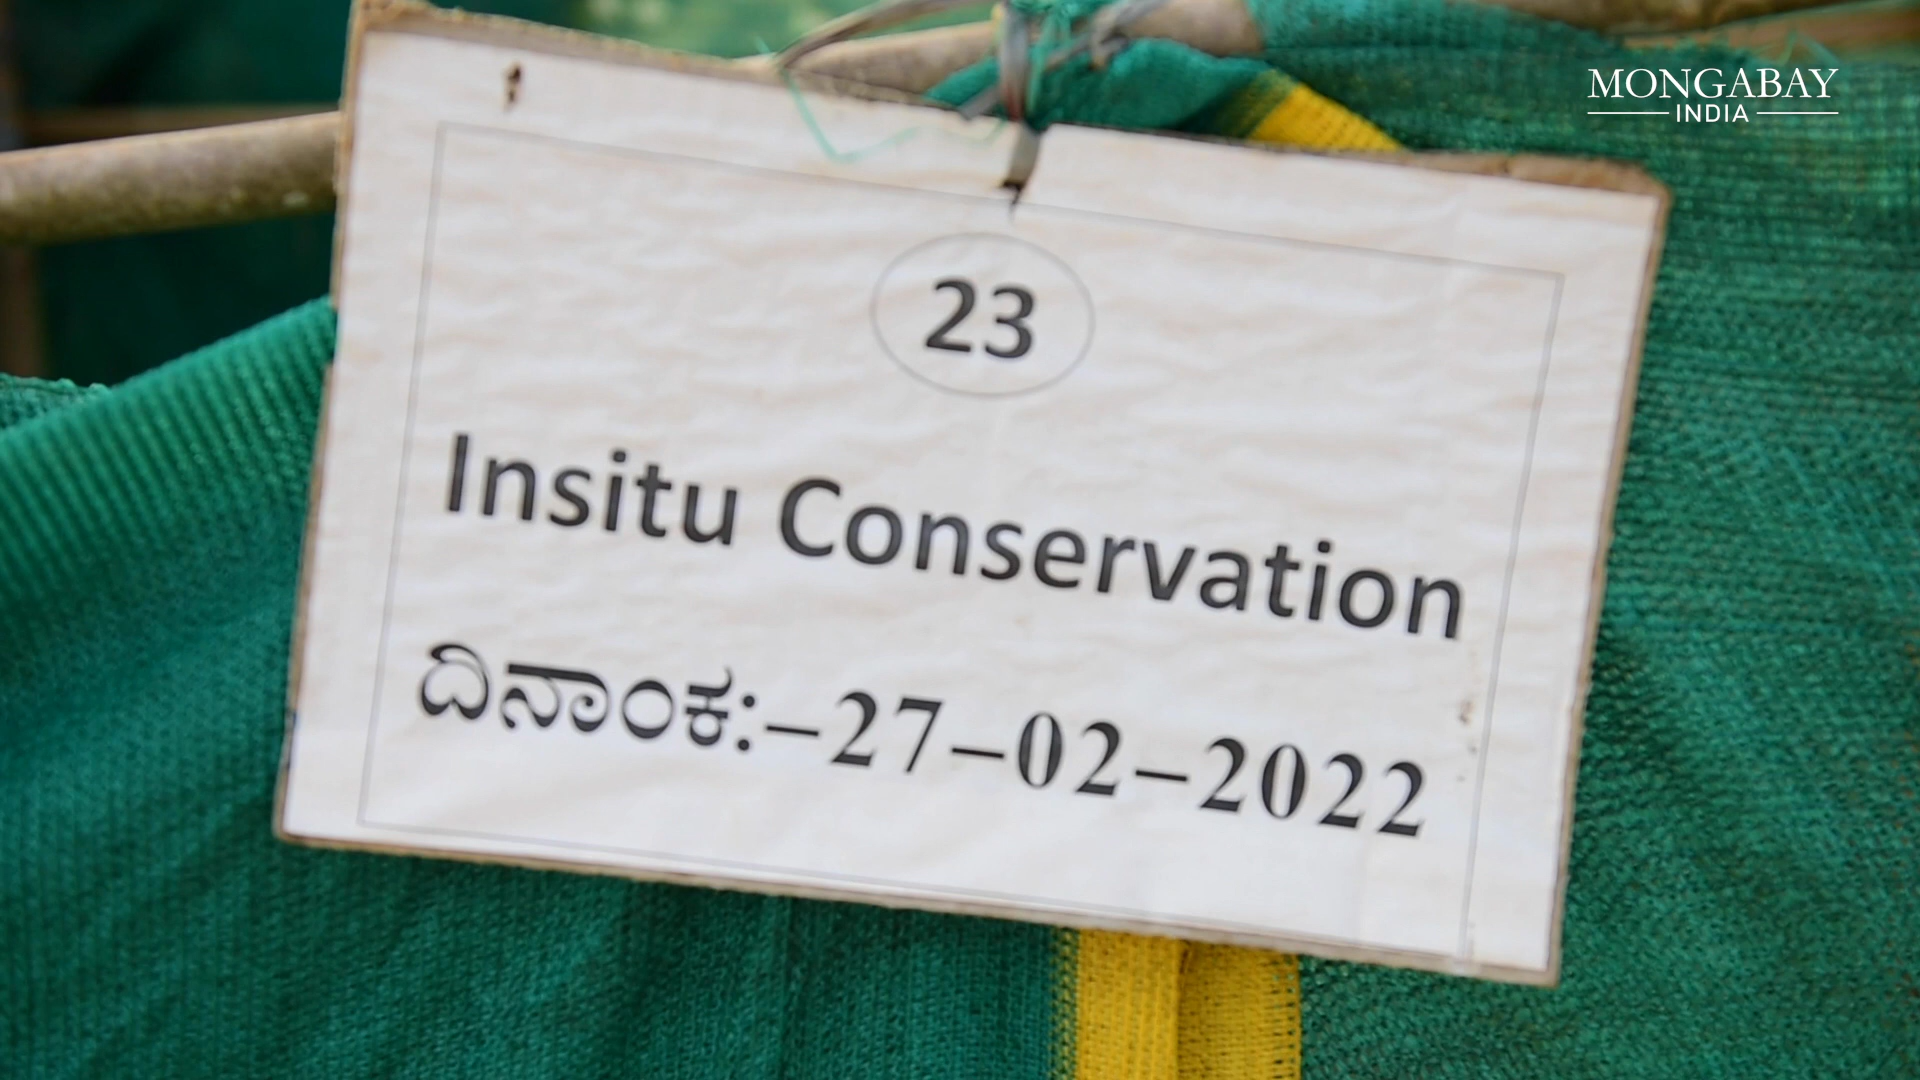 MONGABAY
INDIA
23
Insitu Conservation
ದಿನಾಂಕ:–27–02–2022